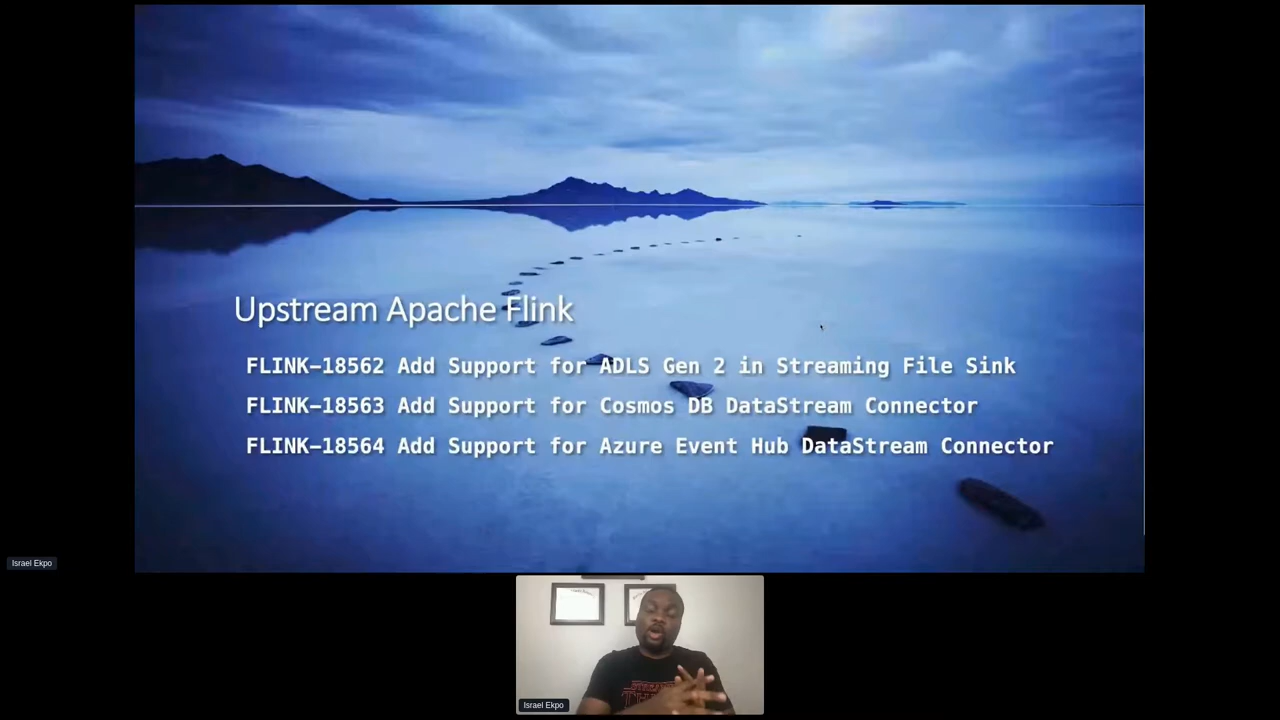 Upstream Apache Flink
FLINK-18562 Add Support for ADLS Gen 2 in Streaming File Sink
FLINK-18563 Add Support for Cosmos DB DataStream Connector
FLINK-18564 Add Support for Azure Event Hub DataStream Connector
Israel Ekpo
Israel Ekpo